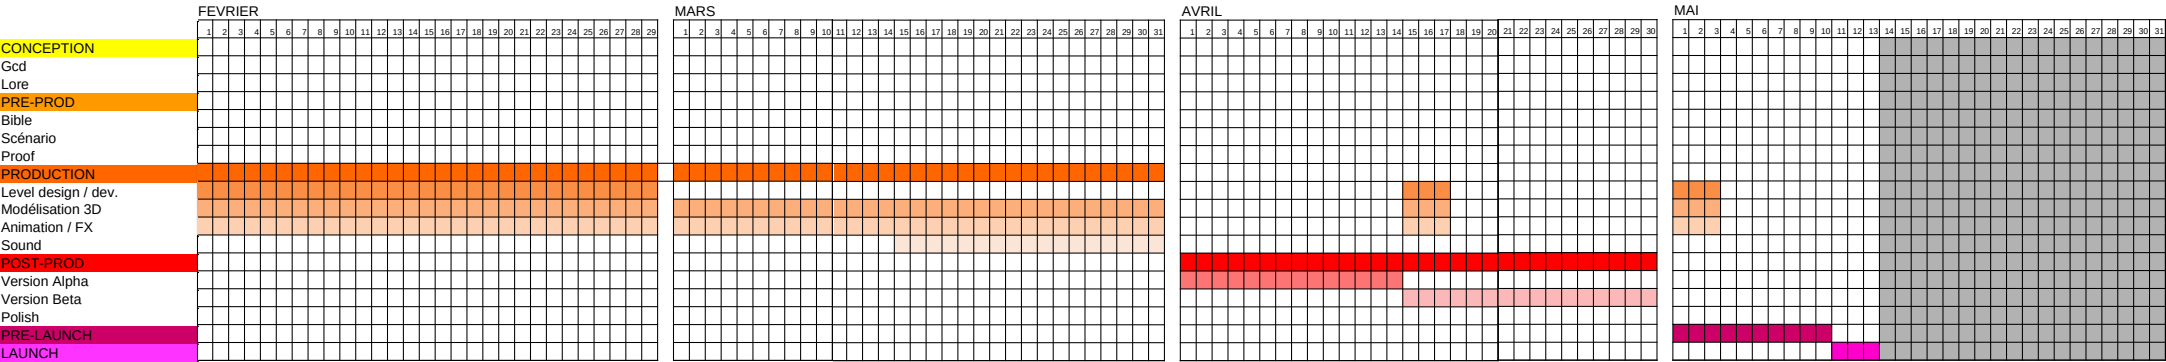 FEVRIER MARS AVRIL MAI
1 2 3 4 5 6 7 8 9 10 11 12 13 14 15 16 17 18 19 20 21 22 23 24 25 26 27 28 29 1 2 3 4 5 6 7 8 9 10 11 12 13 14 15 16 17 18 19 20 21 22 23 24 25 26 27 28 29 30 31 1 2 3 4 5 6 7 8 9 10 11 12 13 14 15 16 17 18 19 20 21 22 23 24 25 26 27 28 29 30 1 2 3 4 5 6 7 8 9 10 11 12 13 14 15 16 17 18 19 20 21 22 23 24 25 26 27 28 29 30 31
CONCEPTION
Gcd
Lore
PRE-PROD
Bible
Scénario
Proof
PRODUCTION
Level design / dev.
Modélisation 3D
Animation / FX
Sound
POST-PROD
Version Alpha
Version Beta
Polish
PRE-LAUNCH
LAUNCH